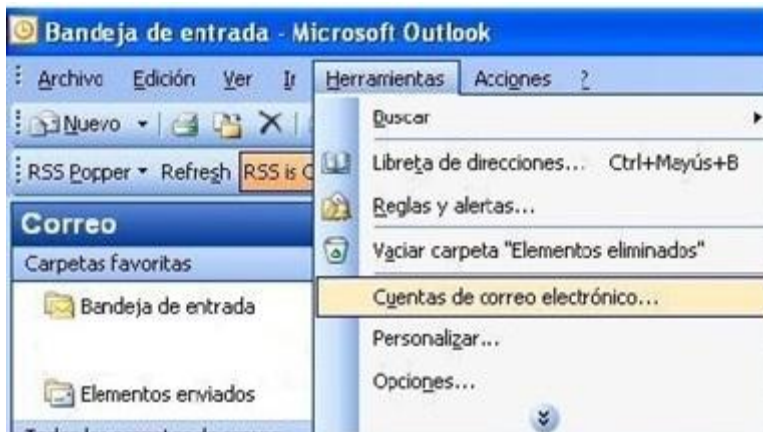 Bandeja de entrada - Microsoft Outlook
Archivo Edición Ver Ir Herramientas Acciones ?
Nuevo
RSS Popper Refresh RSS is
Buscar
Libreta de direcciones... Ctrl+Mayús+B
Reglas y alertas...
Vaciar carpeta "Elementos eliminados"
Cuentas de correo electrónico...
Personalizar...
Opciones...
Correo
Carpetas favoritas
Bandeja de entrada
Elementos enviados